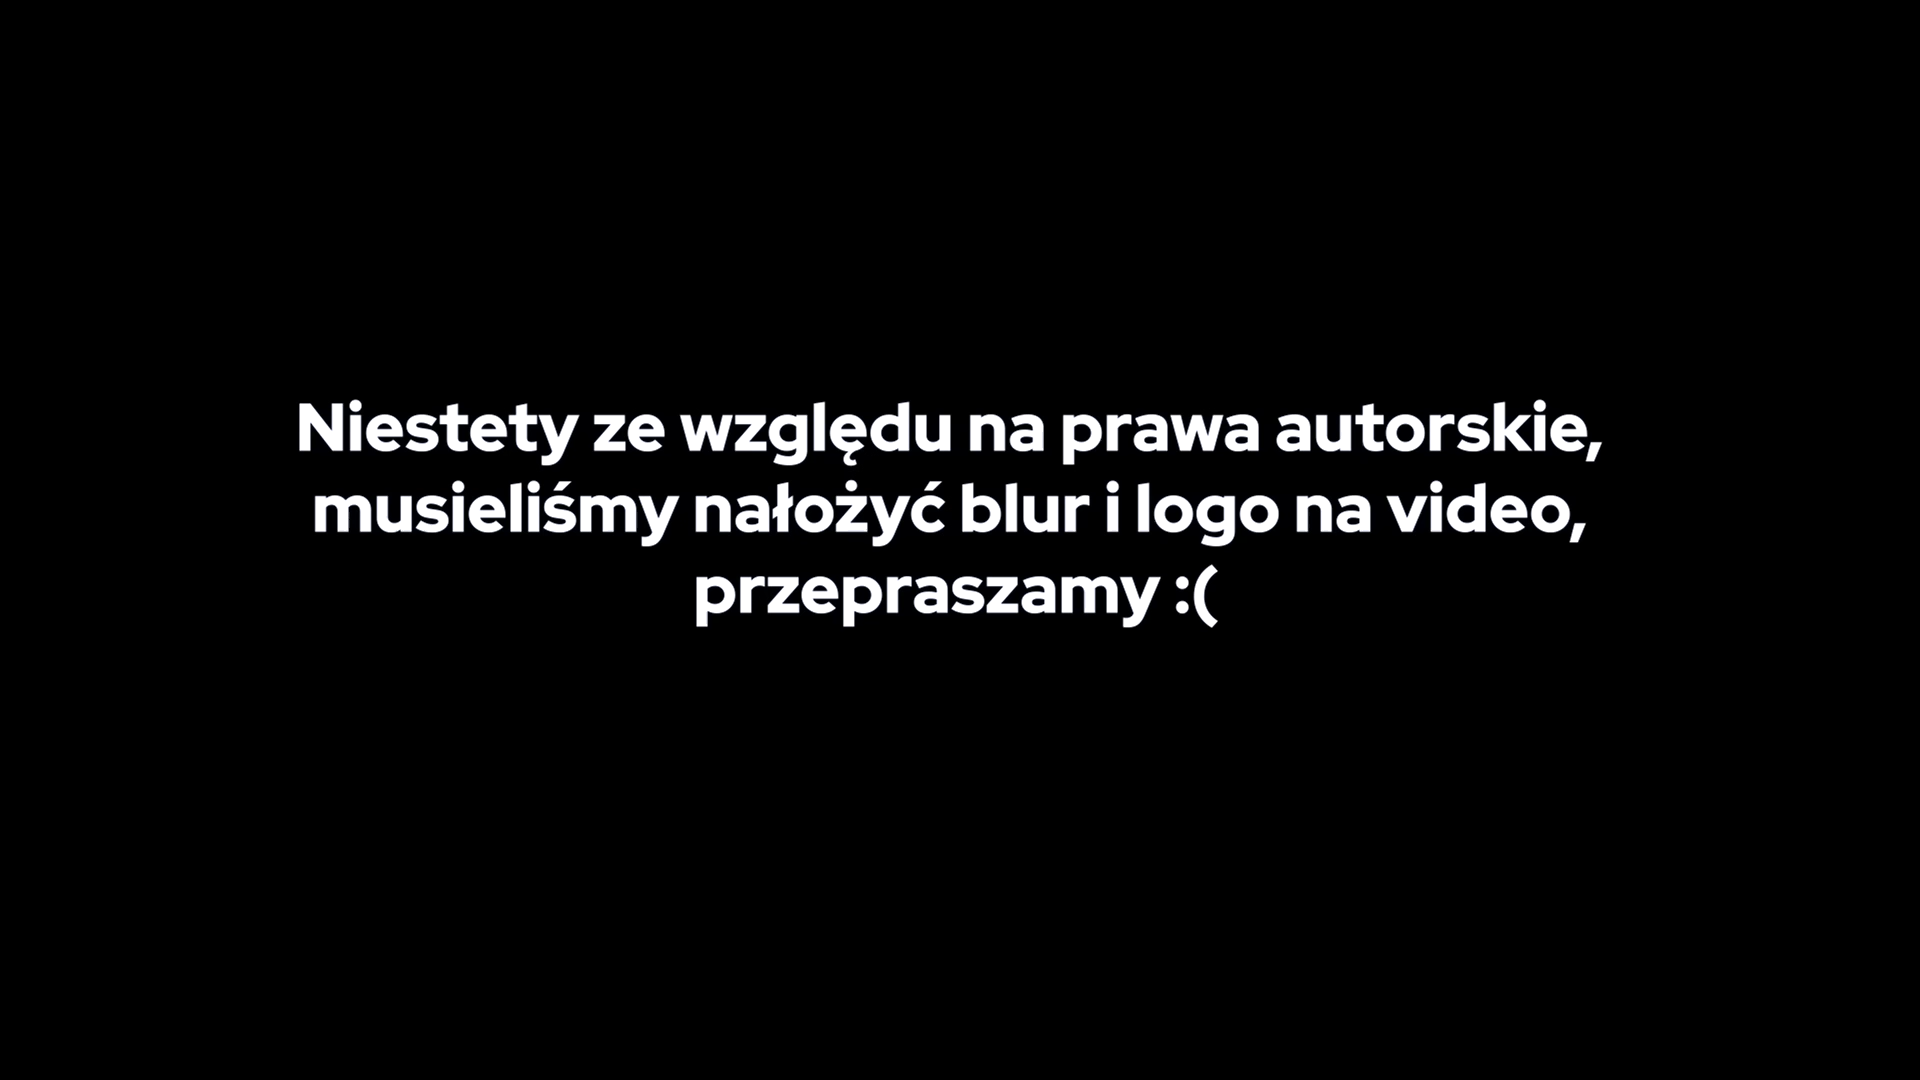 Niestety ze względu na prawa autorskie,
musieliśmy nałożyć blur i logo na video,
przepraszamy :(